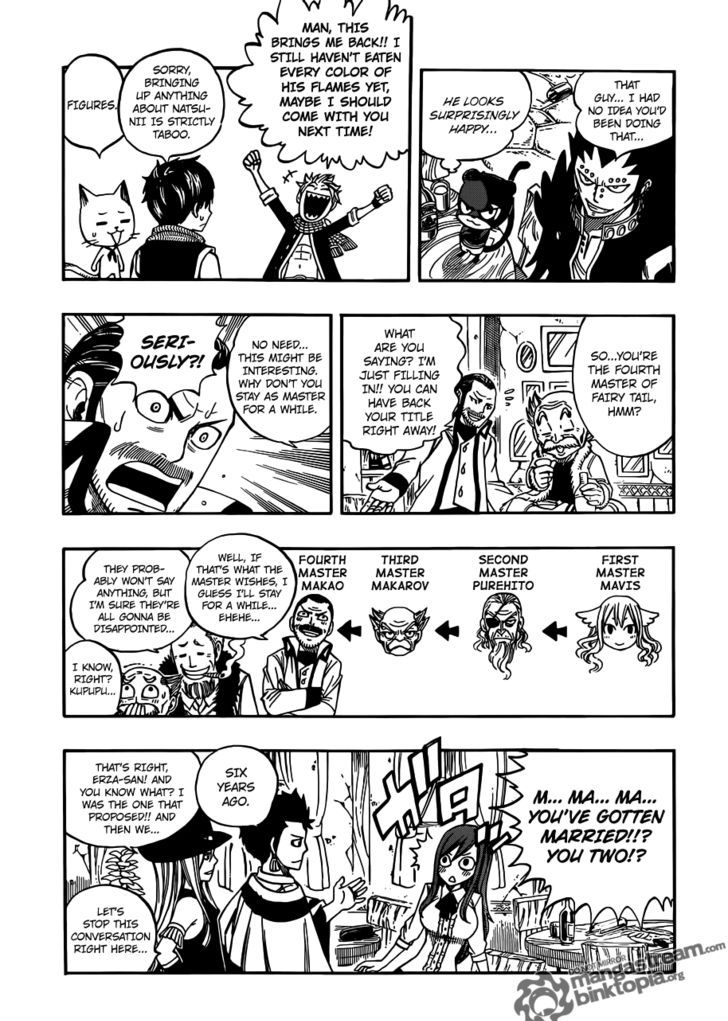 THAT
GUY... I HAD
NO IDEA YOU'D
BEEN DOING
THAT...
HE LOOKS
SURPRISINGLY
HAPPY...
MAN, THIS
BRINGS ME BACK!! I
STILL HAVEN'T EATEN
EVERY COLOR OF
HIS FLAMES YET,
MAYBE I SHOULD
COME WITH YOU
NEXT TIME!
SORRY,
BRINGING
UP ANYTHING
ABOUT NATSU-
NII IS STRICTLY
TABOO.
FIGURES.
SO...YOU'RE
THE FOURTH
MASTER OF
FAIRY TAIL,
HMM?
WHAT
ARE YOU
SAYING? I'M
JUST FILLING
IN!! YOU CAN
HAVE BACK
YOUR TITLE
RIGHT AWAY!
NO NEED...
THIS MIGHT BE
INTERESTING.
WHY DON'T YOU
STAY AS MASTER
FOR A WHILE.
SERI-
OUSLY?!
FIRST
MASTER
MAVIS
SECOND
MASTER
PUREHITO
THIRD
MASTER
MAKAROV
FOURTH
MASTER
MAKAO
WELL, IF
THAT'S WHAT THE
MASTER WISHES, I
GUESS I'LL STAY
FOR A WHILE...
EHEHE...
THEY PROB-
ABLY WON'T SAY
ANYTHING, BUT
I'M SURE THEY'RE
ALL GONNA BE
DISAPPOINTED...
I KNOW,
RIGHT?
KUPUPU...
M... MA... MA...
YOU'VE GOTTEN
MARRIED!!?
YOU TWO!?
ガタッ
SIX
YEARS
AGO.
THAT'S RIGHT,
ERZA-SAN! AND
YOU KNOW WHAT? I
WAS THE ONE THAT
PROPOSED!! AND
THEN WE...
LET'S
STOP THIS
CONVERSATION
RIGHT HERE...
DO NOT MIRROR
mangastream.com
binktopia.org